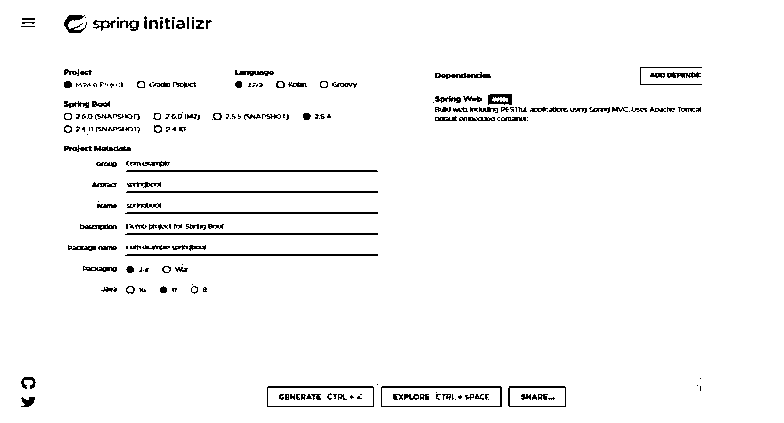 spring initializr
Project
Maven Project Gradle Project
Language
Java Kotlin Groovy
Spring Boot
2.6.0 (SNAPSHOT) 2.6.0 (M2) 2.5.5 (SNAPSHOT) 2.5.4
2.4.11 (SNAPSHOT) 2.4.10
Project Metadata
Group com.example
Artifact springboot
Name springboot
Description Demo project for Spring Boot
Package name com.example.springboot
Packaging Jar War
Java 16 11 8
Dependencies
ADD DEPENDE
Spring Web
Build web, including RESTful, applications using Spring MVC. Uses Apache Tomcat
default embedded container.
GENERATE CTRL +
EXPLORE CTRL + SPACE
SHARE...